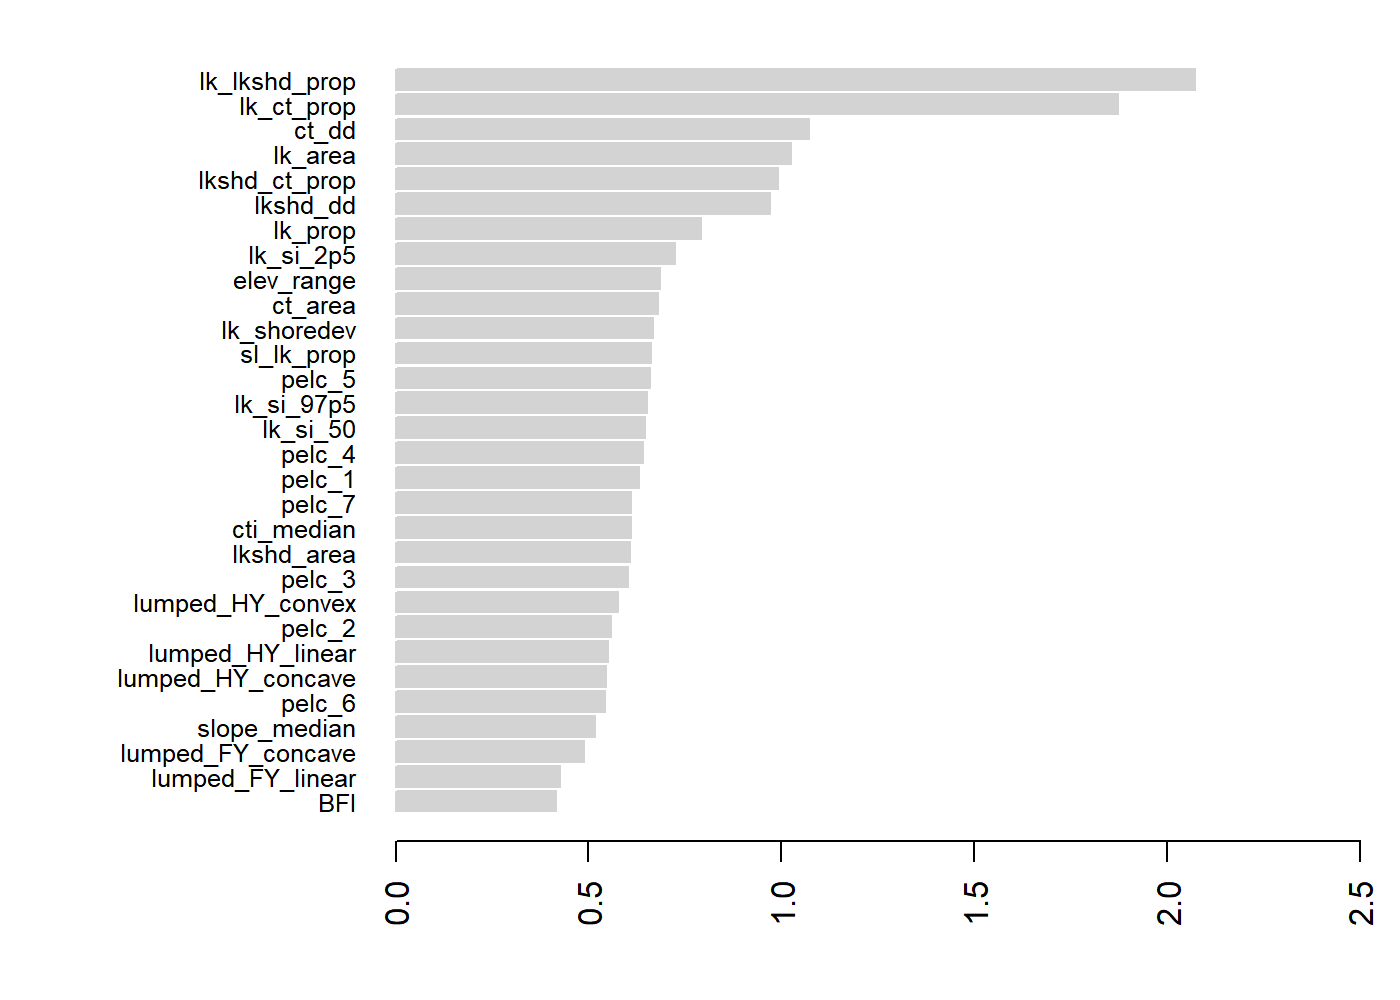 lk_lkshd_prop
lk_ct_prop
ct_dd
lk_area
lkshd_ct_prop
lkshd_dd
lk_prop
lk_si_2p5
elev_range
ct_area
lk_shoredev
sl_lk_prop
pelc_5
lk_si_97p5
lk_si_50
pelc_4
pelc_1
pelc_7
cti_median
lkshd_area
pelc_3
lumped_HY_convex
pelc_2
lumped_HY_linear
lumped_HY_concave
pelc_6
slope_median
lumped_FY_concave
lumped_FY_linear
BFI
0.0 0.5 1.0 1.5 2.0 2.5